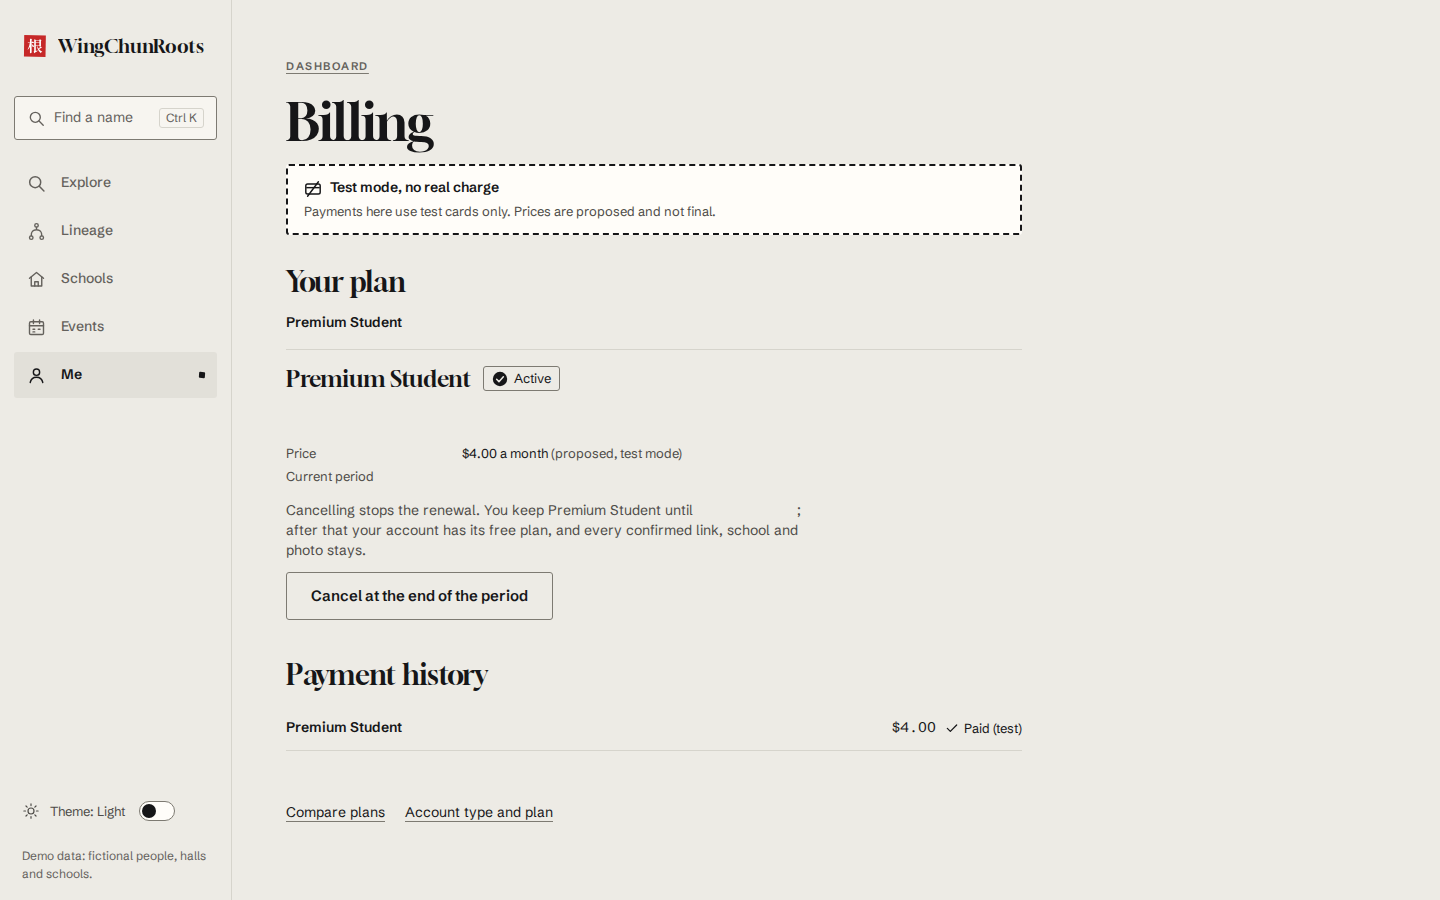 根 WingChunRoots
Find a name Ctrl K
Explore
Lineage
Schools
Events
Me
Theme: Light
Demo data: fictional people, halls
and schools.
DASHBOARD
Billing
Test mode, no real charge
Payments here use test cards only. Prices are proposed and not final.
Your plan
Premium Student
Premium Student Active
Price $4.00 a month (proposed, test mode)
Current period
Cancelling stops the renewal. You keep Premium Student until ;
after that your account has its free plan, and every confirmed link, school and
photo stays.
Cancel at the end of the period
Payment history
Premium Student $4.00 Paid (test)
Compare plans Account type and plan